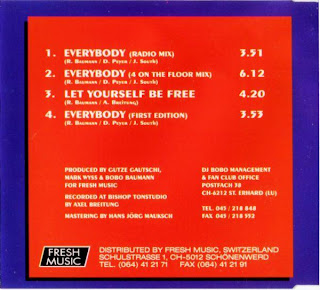 1. EVERYBODY (RADIO MIX) 3.51
(R. BAUMANN / D. PEYER / J. SOUTH)
2. EVERYBODY (4 ON THE FLOOR MIX) 6.12
(R. BAUMANN / D. PEYER / J. SOUTH)
3. LET YOURSELF BE FREE 4.20
(R. BAUMANN / A. BREITUNG)
4. EVERYBODY (FIRST EDITION) 3.53
(R. BAUMANN / D. PEYER / J. SOUTH)
PRODUCED BY GUTZE GAUTSCHI,
MARK WYSS & BOBO BAUMANN
FOR FRESH MUSIC
RECORDED AT BISHOP TONSTUDIO
BY AXEL BREITUNG
MASTERING BY HANS JÖRG MAUKSCH
DJ BOBO MANAGEMENT
& FAN CLUB OFFICE
POSTFACH 38
CH-6212 ST. ERHARD (LU)
TEL. 045 / 218 848
FAX 045 / 218 592
FRESH
MUSIC
DISTRIBUTED BY FRESH MUSIC, SWITZERLAND
SCHULSTRASSE 1, CH-5012 SCHÖNENWERD
TEL. (064) 41 21 71 FAX (064) 41 21 91